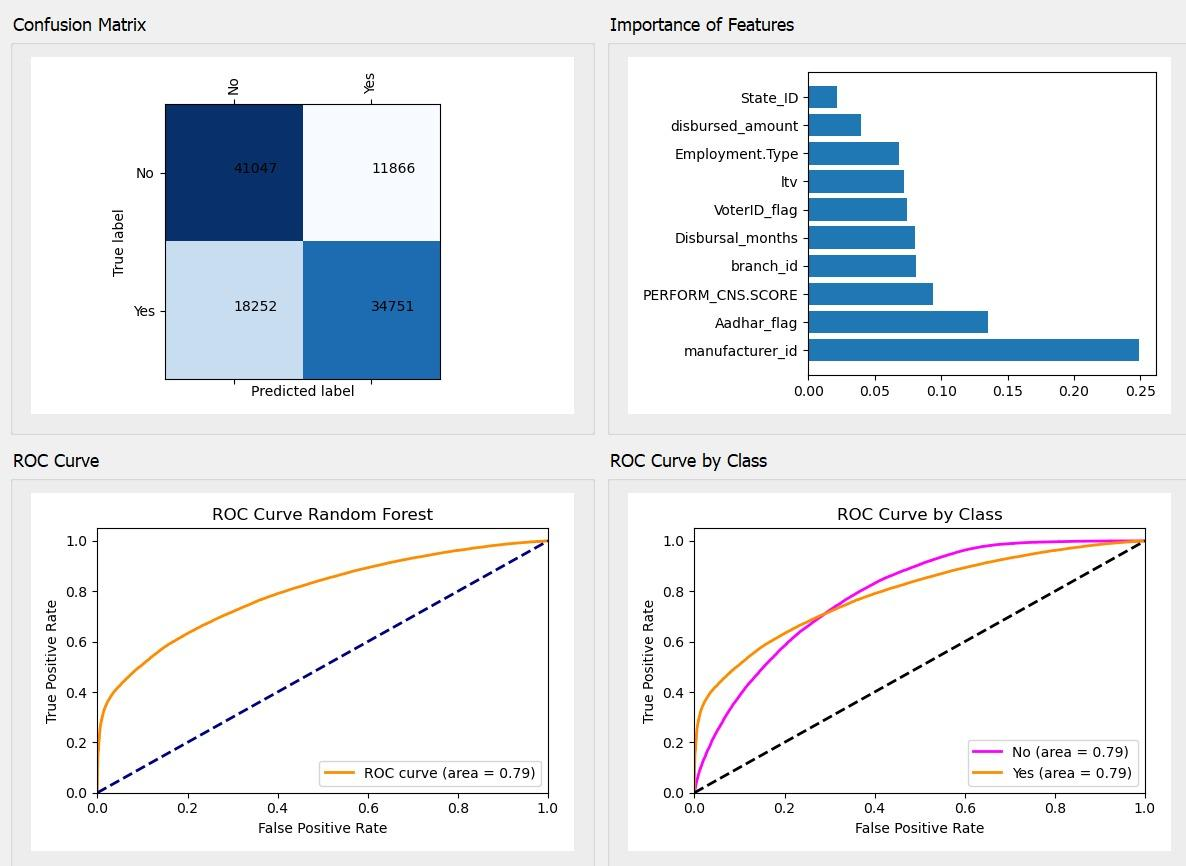 Confusion Matrix
No
Yes
No
41047
11866
Yes
18252
34751
True label
Predicted label
Importance of Features
State_ID
disbursed_amount
Employment.Type
ltv
VoterID_flag
Disbursal_months
branch_id
PERFORM_CNS.SCORE
Aadhar_flag
manufacturer_id
0.00 0.05 0.10 0.15 0.20 0.25
ROC Curve
ROC Curve Random Forest
1.0
0.8
0.6
0.4
0.2
0.0
True Positive Rate
ROC curve (area = 0.79)
0.0 0.2 0.4 0.6 0.8 1.0
False Positive Rate
ROC Curve by Class
ROC Curve by Class
1.0
0.8
0.6
0.4
0.2
0.0
True Positive Rate
No (area = 0.79)
Yes (area = 0.79)
0.0 0.2 0.4 0.6 0.8 1.0
False Positive Rate